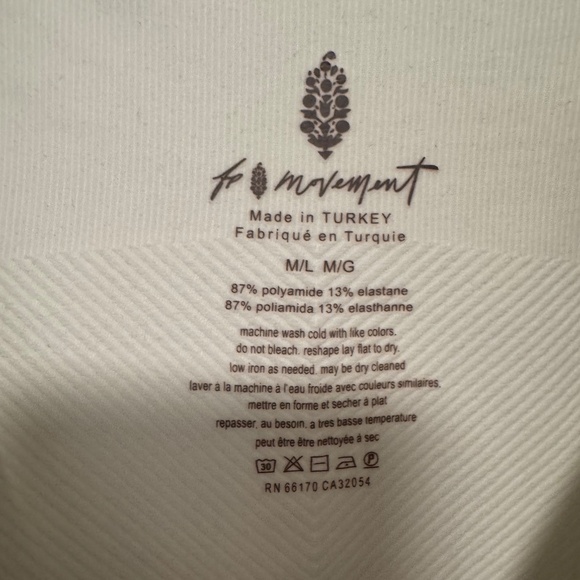 fp movement
Made in TURKEY
Fabriqué en Turquie
M/L M/G
87% polyamide 13% elastane
87% poliamida 13% elasthanne
machine wash cold with like colors.
do not bleach. reshape lay flat to dry.
low iron as needed. may be dry cleaned
laver à la machine à l'eau froide avec couleurs similaires.
mettre en forme et secher à plat
repasser. au besoin. a tres basse temperature
peut être être nettoyée à sec
30 P
RN 66170 CA32054